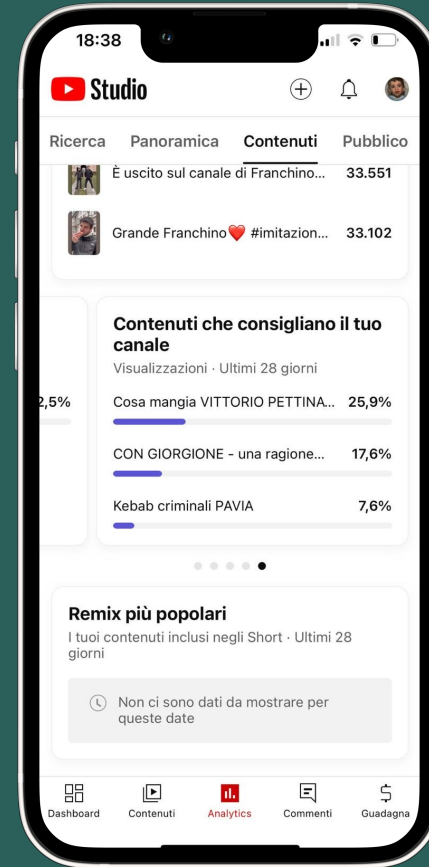 18:38
Studio
Ricerca Panoramica Contenuti Pubblico
È uscito sul canale di Franchino... 33.551
Grande Franchino❤️ #imitazion... 33.102
Contenuti che consigliano il tuo
canale
Visualizzazioni · Ultimi 28 giorni
2,5%
Cosa mangia VITTORIO PETTINA... 25,9%
CON GIORGIONE - una ragione... 17,6%
Kebab criminali PAVIA 7,6%
Remix più popolari
I tuoi contenuti inclusi negli Short · Ultimi 28
giorni
Non ci sono dati da mostrare per
queste date
Dashboard Contenuti Analytics Commenti Guadagna